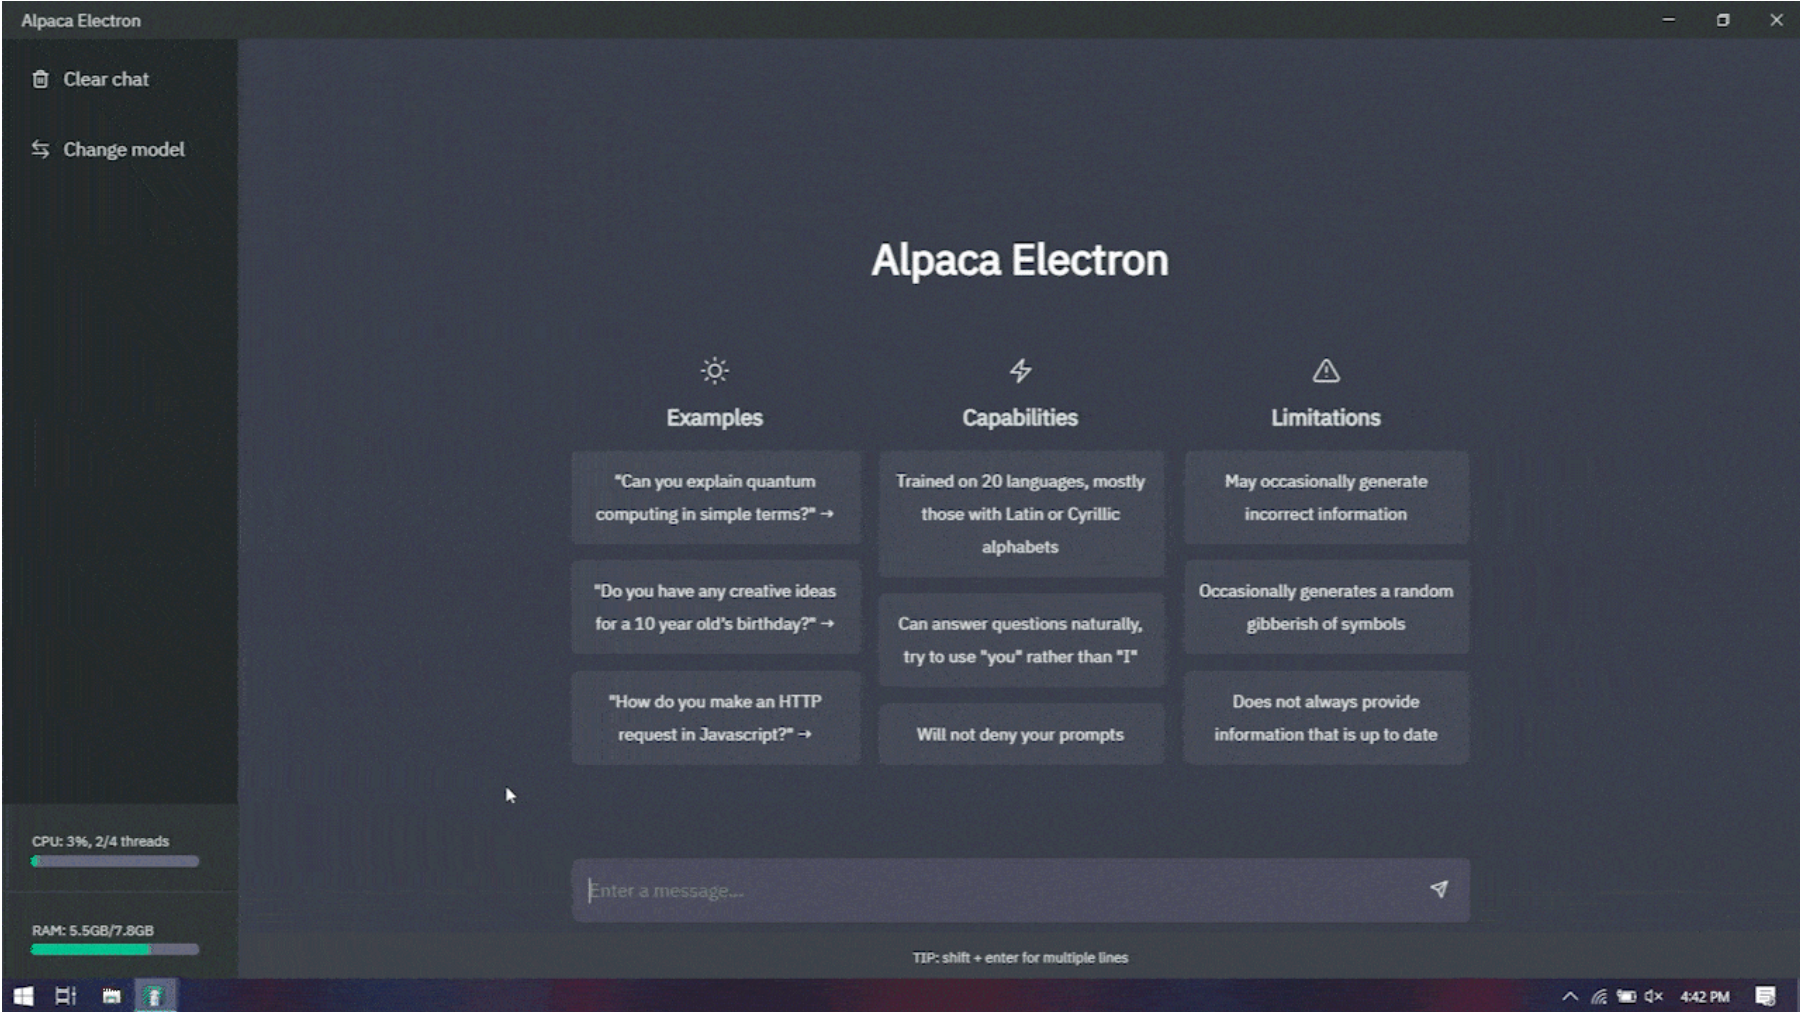 Alpaca Electron
Clear chat
Change model
Alpaca Electron
Examples
"Can you explain quantum
computing in simple terms?" →
"Do you have any creative ideas
for a 10 year old's birthday?" →
"How do you make an HTTP
request in Javascript?" →
Capabilities
Trained on 20 languages, mostly
those with Latin or Cyrillic
alphabets
Can answer questions naturally,
try to use "you" rather than "I"
Will not deny your prompts
Limitations
May occasionally generate
incorrect information
Occasionally generates a random
gibberish of symbols
Does not always provide
information that is up to date
CPU: 3%, 2/4 threads
RAM: 5.5GB/7.8GB
Enter a message...
TIP: shift + enter for multiple lines
4:42 PM